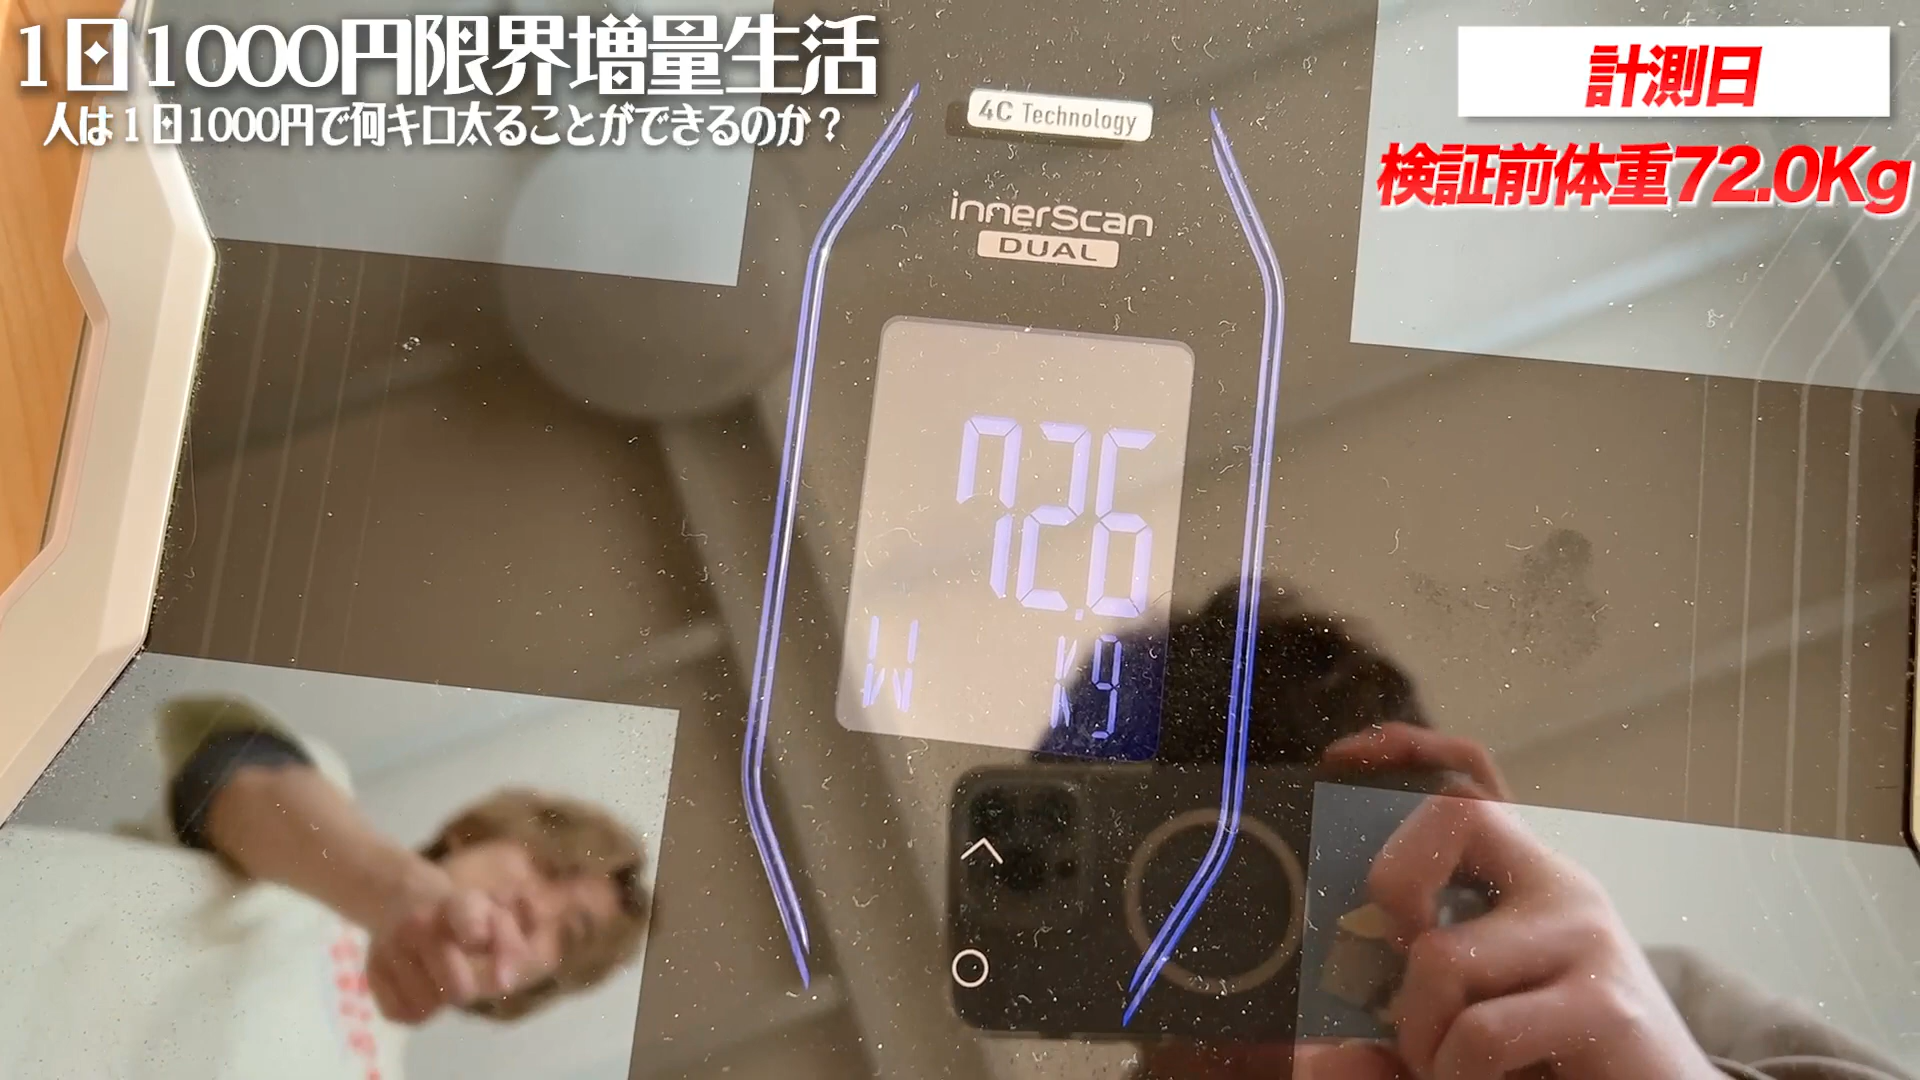 1日1000円限界増量生活
人は1日1000円で何キロ太ることができるのか?
計測日
検証前体重72.0Kg
4C Technology
innerScan
DUAL
72.6
W Kg